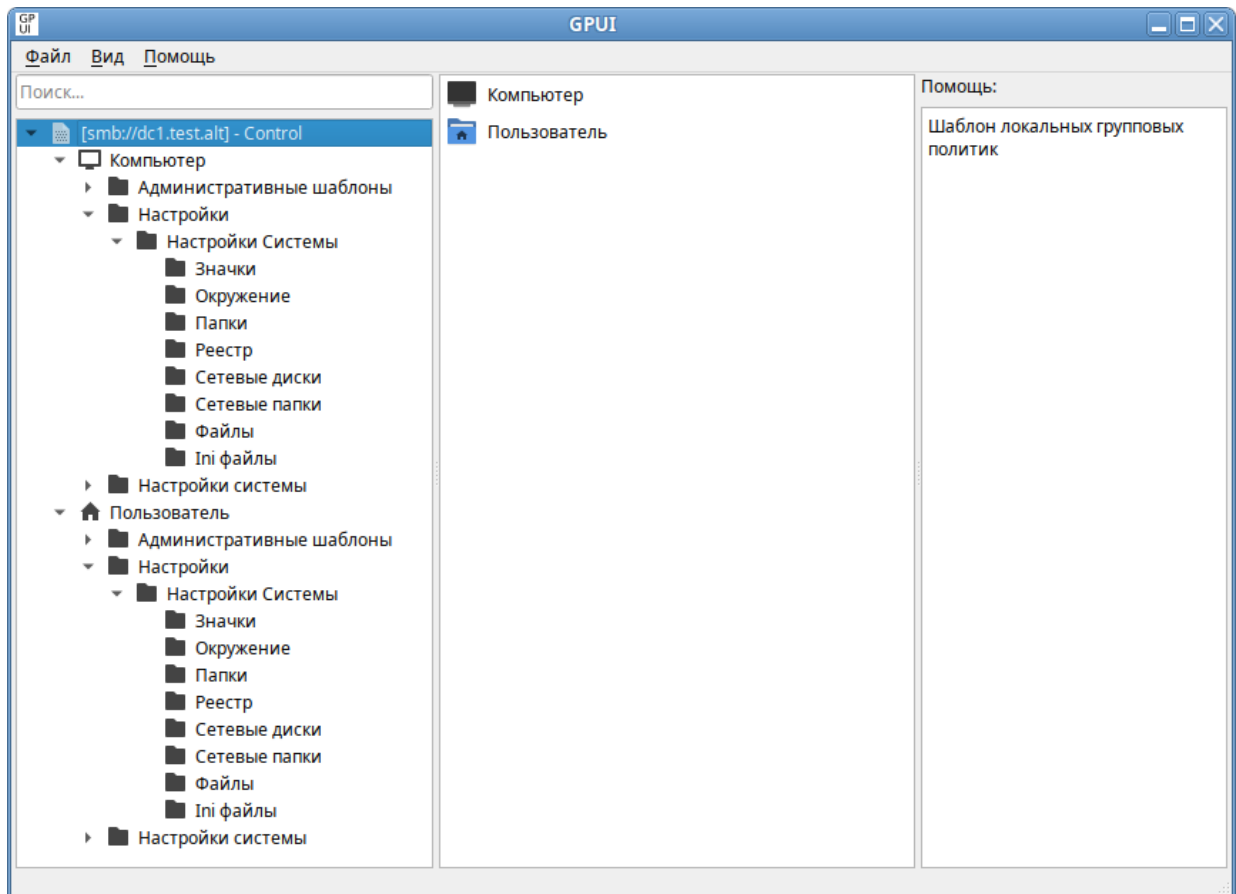 GP
UI
GPUI
Файл Вид Помощь
Поиск...
[smb://dc1.test.alt] - Control
Компьютер
Административные шаблоны
Настройки
Настройки Системы
Значки
Окружение
Папки
Реестр
Сетевые диски
Сетевые папки
Файлы
Ini файлы
Настройки системы
Пользователь
Административные шаблоны
Настройки
Настройки Системы
Значки
Окружение
Папки
Реестр
Сетевые диски
Сетевые папки
Файлы
Ini файлы
Настройки системы
Компьютер
Пользователь
Помощь:
Шаблон локальных групповых
политик